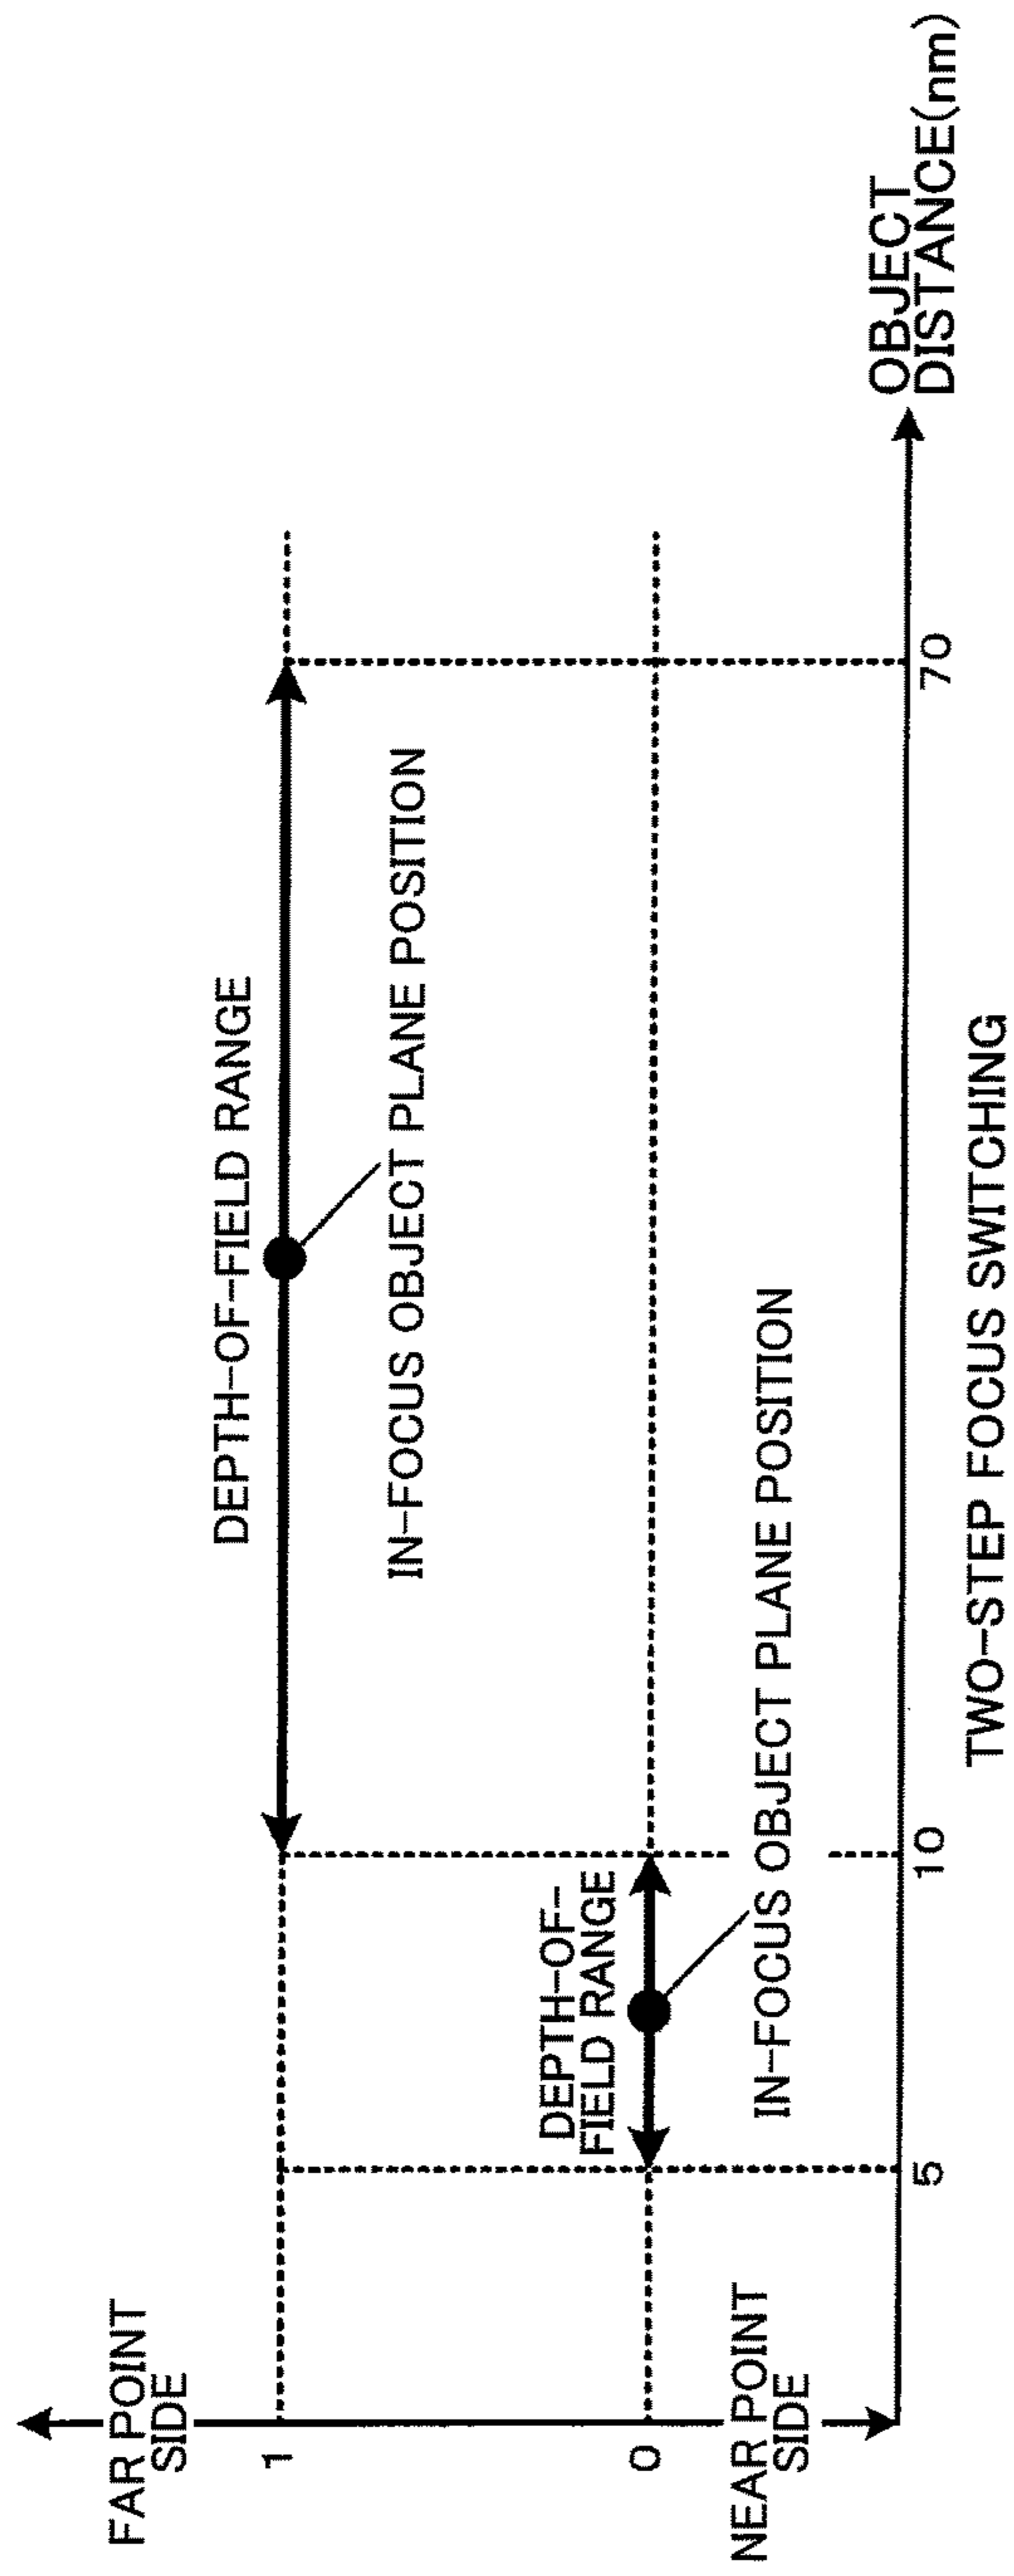 FAR POINT
SIDE
1
DEPTH-OF-FIELD RANGE
IN-FOCUS OBJECT PLANE POSITION
0
DEPTH-OF-
FIELD RANGE
NEAR POINT
SIDE
IN-FOCUS OBJECT PLANE POSITION
5
10
70
OBJECT
DISTANCE(nm)
TWO-STEP FOCUS SWITCHING